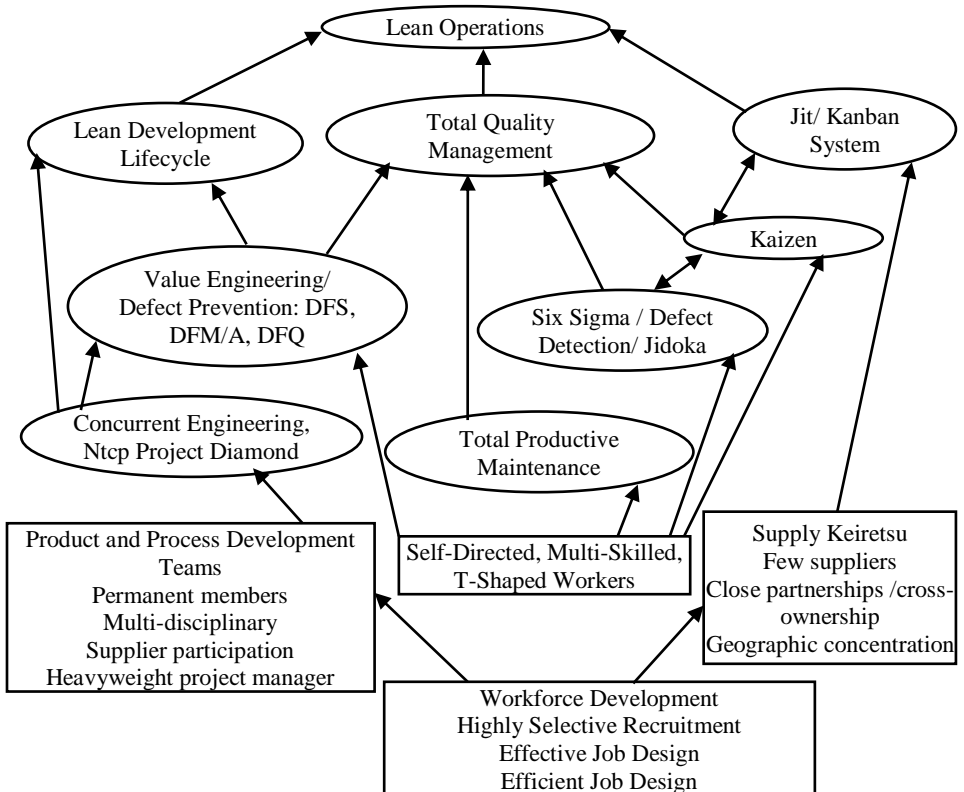 Lean Operations
Lean Development
Lifecycle
Total Quality
Management
Jit/ Kanban
System
Kaizen
Value Engineering/
Defect Prevention: DFS,
DFM/A, DFQ
Six Sigma / Defect
Detection/ Jidoka
Concurrent Engineering,
Ntcp Project Diamond
Total Productive
Maintenance
Product and Process Development
Teams
Permanent members
Multi-disciplinary
Supplier participation
Heavyweight project manager
Self-Directed, Multi-Skilled,
T-Shaped Workers
Supply Keiretsu
Few suppliers
Close partnerships /cross-
ownership
Geographic concentration
Workforce Development
Highly Selective Recruitment
Effective Job Design
Efficient Job Design